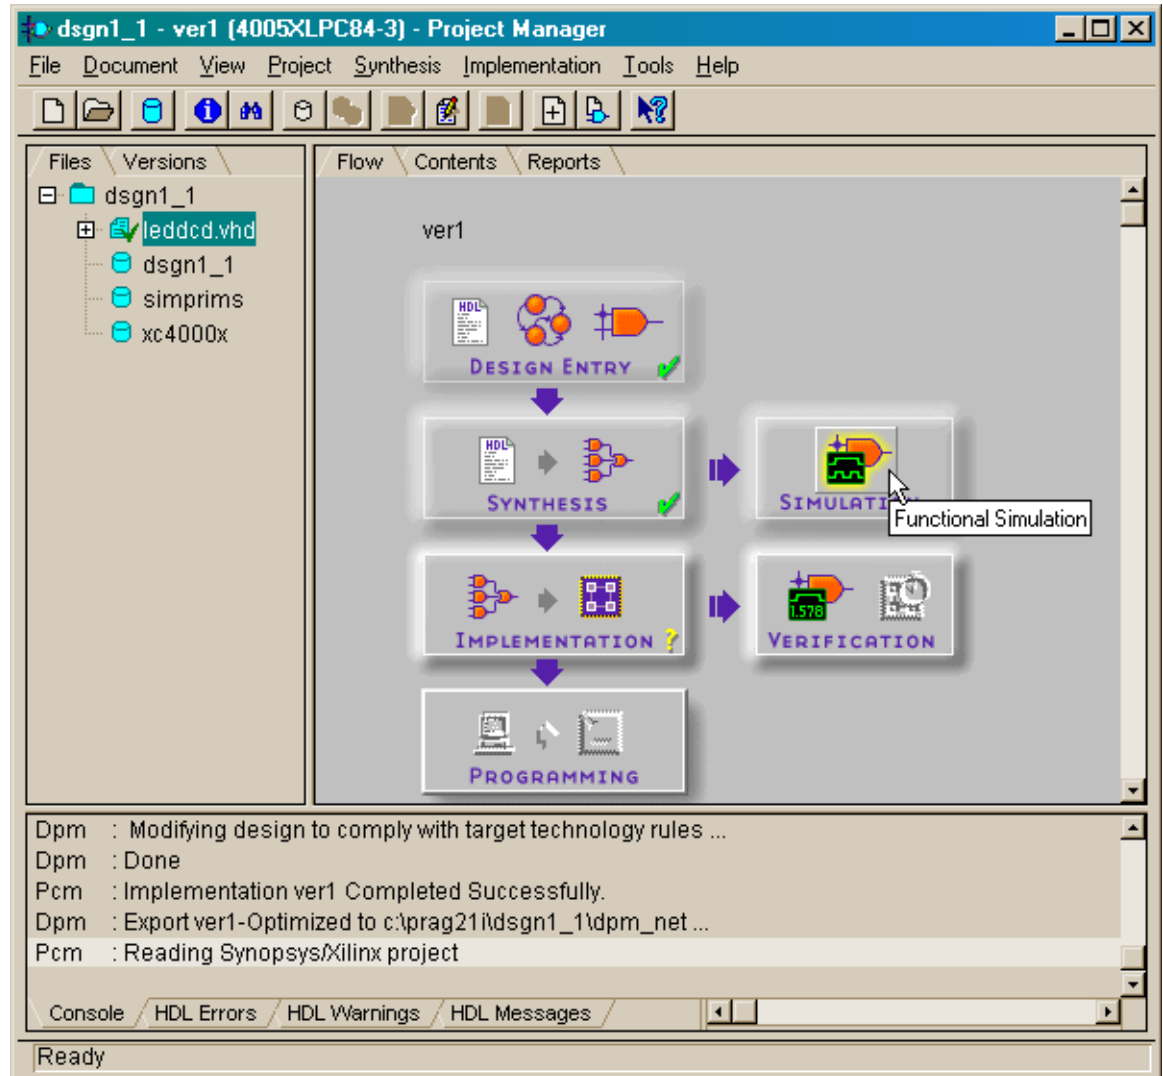 dsgn1_1 - ver1 (4005XLPC84-3) - Project Manager
File Document View Project Synthesis Implementation Tools Help
Files Versions
dsgn1_1
leddcd.vhd
dsgn1_1
simprims
xc4000x
Flow Contents Reports
ver1
HDL
DESIGN ENTRY
HDL
SYNTHESIS
SIMULATI
Functional Simulation
IMPLEMENTATION ?
1.578
VERIFICATION
PROGRAMMING
Dpm : Modifying design to comply with target technology rules ...
Dpm : Done
Pcm : Implementation ver1 Completed Successfully.
Dpm : Export ver1-Optimized to c:\prag21i\dsgn1_1\dpm_net ...
Pcm : Reading Synopsys/Xilinx project
Console HDL Errors HDL Warnings HDL Messages
Ready